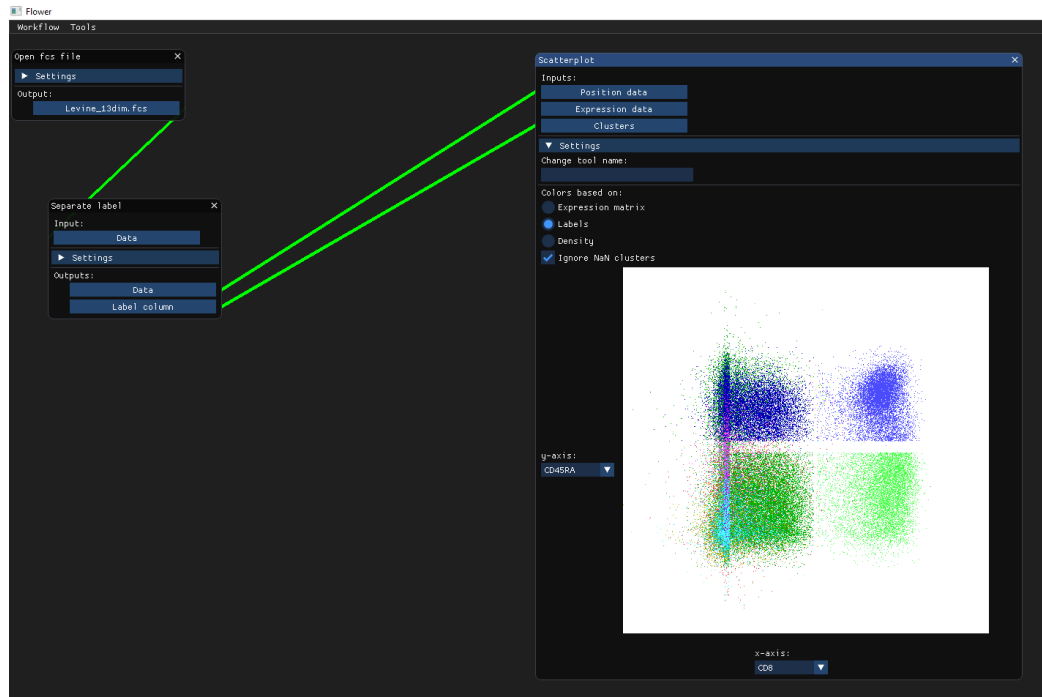 Flower
Workflow Tools
Open fcs file
Settings
Output:
Levine_13dim.fcs
Separate label
Input:
Data
Settings
Outputs:
Data
Label column
Scatterplot
Inputs:
Position data
Expression data
Clusters
Settings
Change tool name:
Colors based on:
Expression matrix
Labels
Density
Ignore NaN clusters
y-axis:
CD45RA
x-axis:
CD8